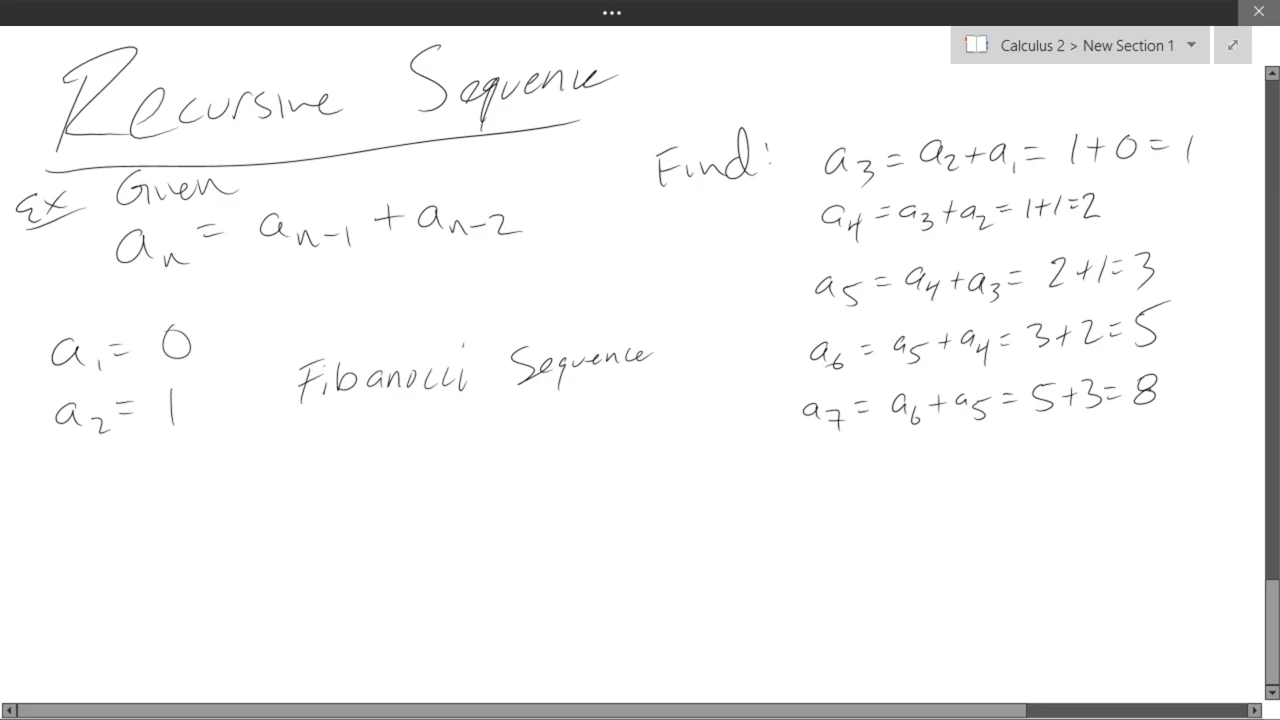 Calculus 2 > New Section 1
Recursive Sequence
Ex Given
aₙ = aₙ₋₁ + aₙ₋₂
a₁ = 0
a₂ = 1
Fibanocci Sequence
Find: a₃ = a₂ + a₁ = 1 + 0 = 1
a₄ = a₃ + a₂ = 1 + 1 = 2
a₅ = a₄ + a₃ = 2 + 1 = 3
a₆ = a₅ + a₄ = 3 + 2 = 5
a₇ = a₆ + a₅ = 5 + 3 = 8